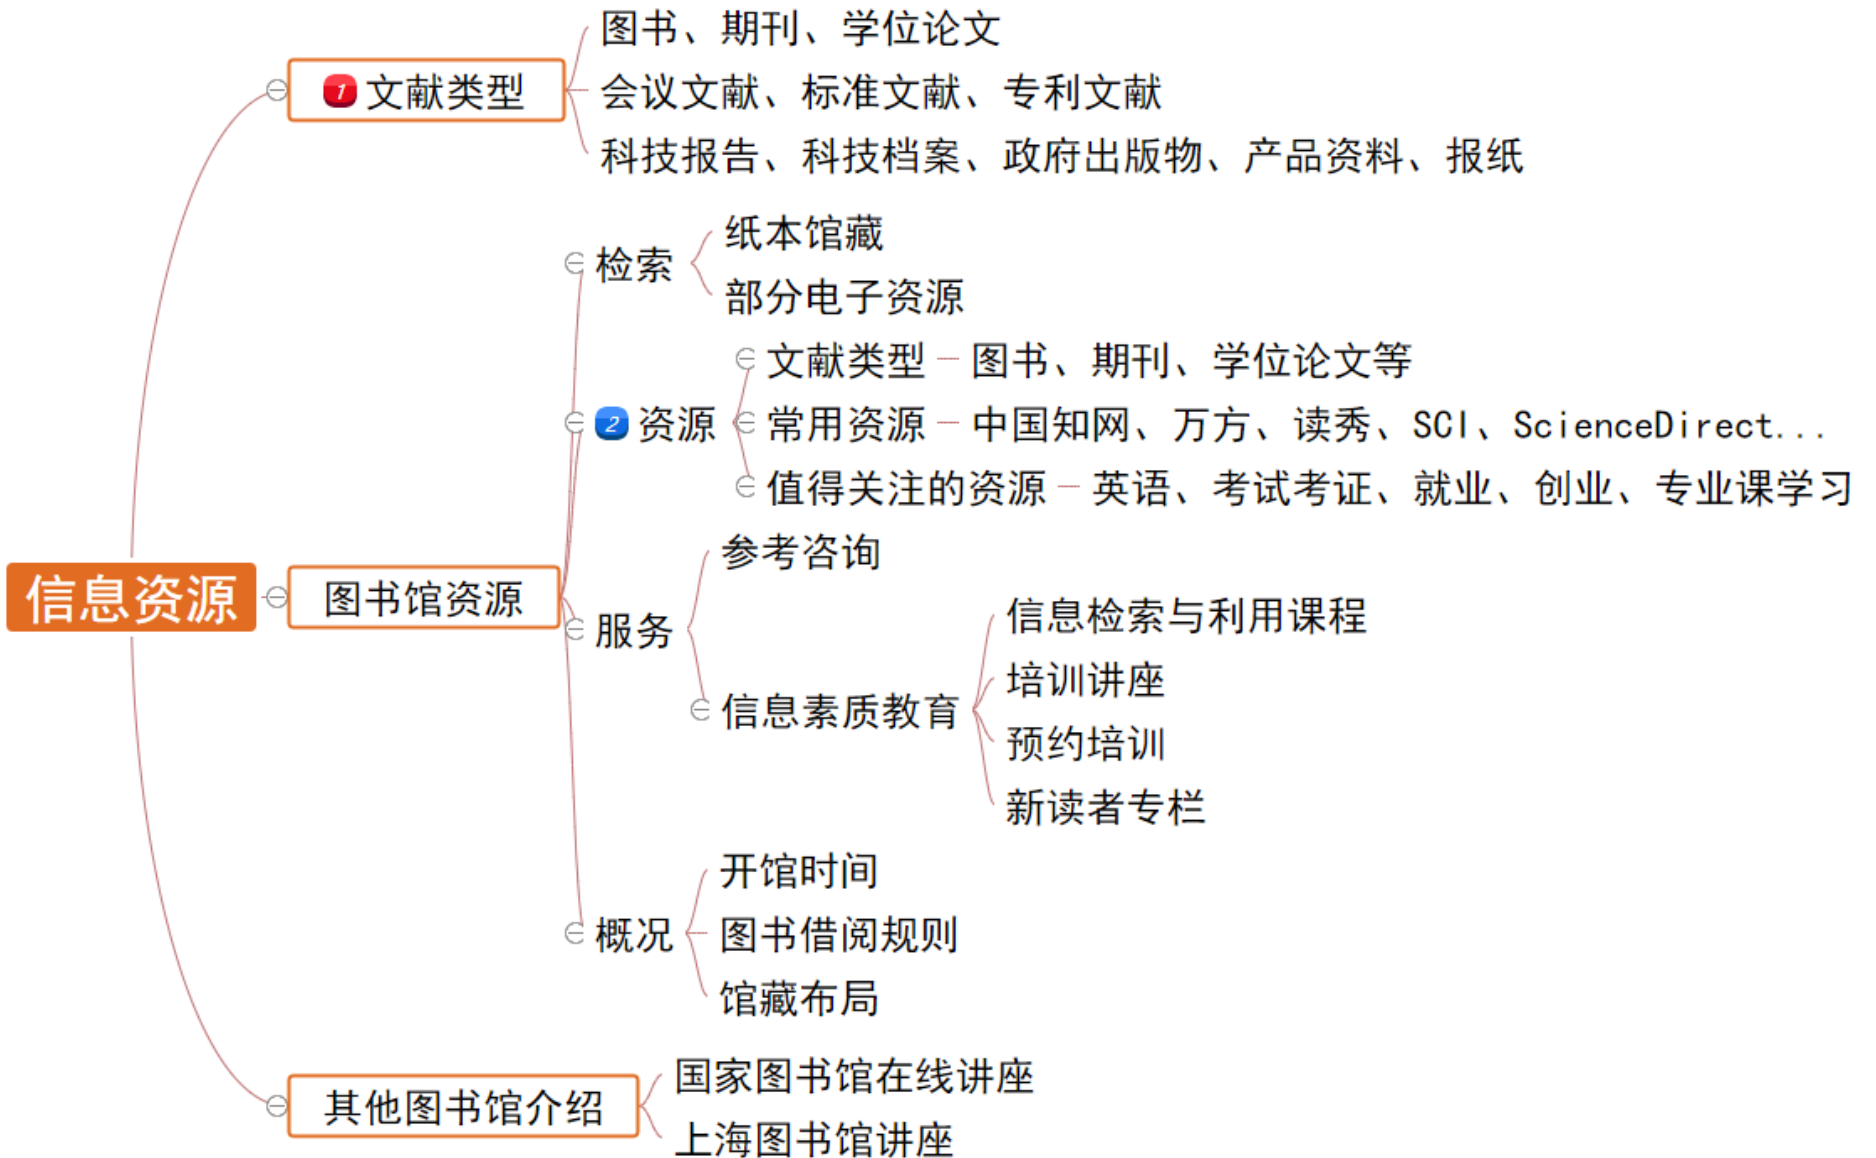 图书、期刊、学位论文
1 文献类型
会议文献、标准文献、专利文献
科技报告、科技档案、政府出版物、产品资料、报纸
检索
纸本馆藏
部分电子资源
文献类型
图书、期刊、学位论文等
2 资源
常用资源
中国知网、万方、读秀、SCI、ScienceDirect...
值得关注的资源
英语、考试考证、就业、创业、专业课学习
信息资源
图书馆资源
服务
参考咨询
信息素质教育
信息检索与利用课程
培训讲座
预约培训
新读者专栏
概况
开馆时间
图书借阅规则
馆藏布局
其他图书馆介绍
国家图书馆在线讲座
上海图书馆讲座